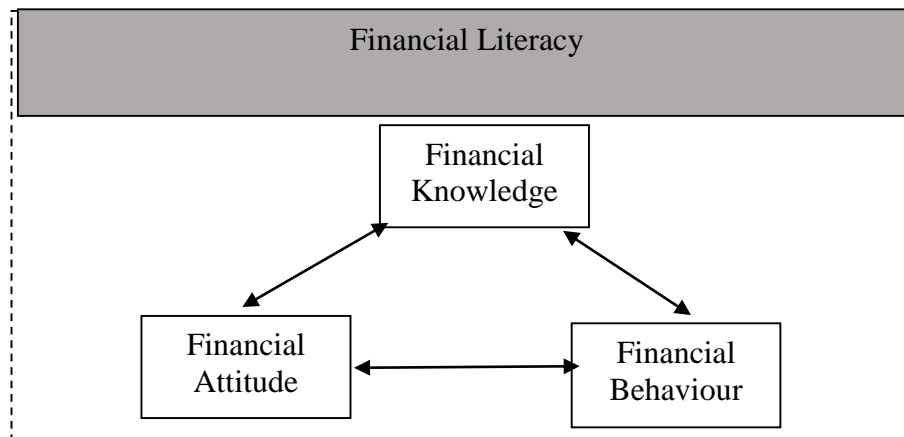 Financial Literacy
Financial
Knowledge
Financial
Attitude
Financial
Behaviour